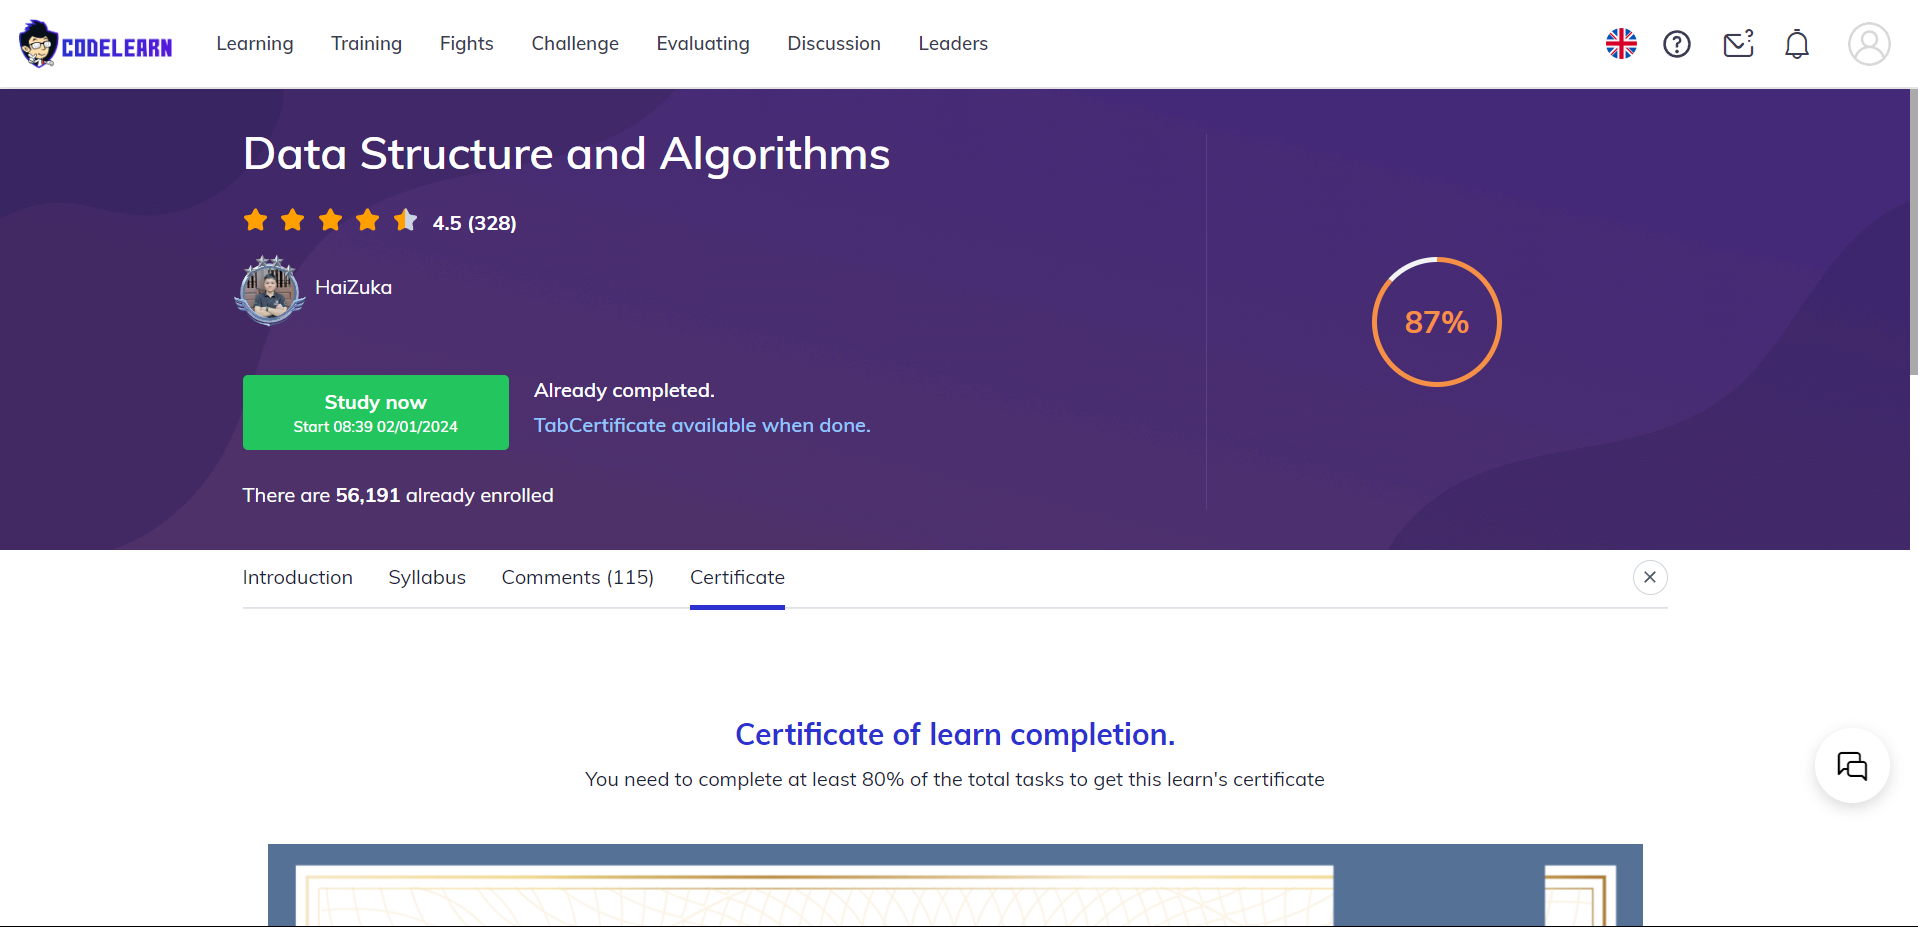 CODELEARN
Learning
Training
Fights
Challenge
Evaluating
Discussion
Leaders
?
Data Structure and Algorithms
4.5 (328)
HaiZuka
87%
Study now
Start 08:39 02/01/2024
Already completed.
TabCertificate available when done.
There are 56,191 already enrolled
Introduction
Syllabus
Comments (115)
Certificate
Certificate of learn completion.
You need to complete at least 80% of the total tasks to get this learn's certificate